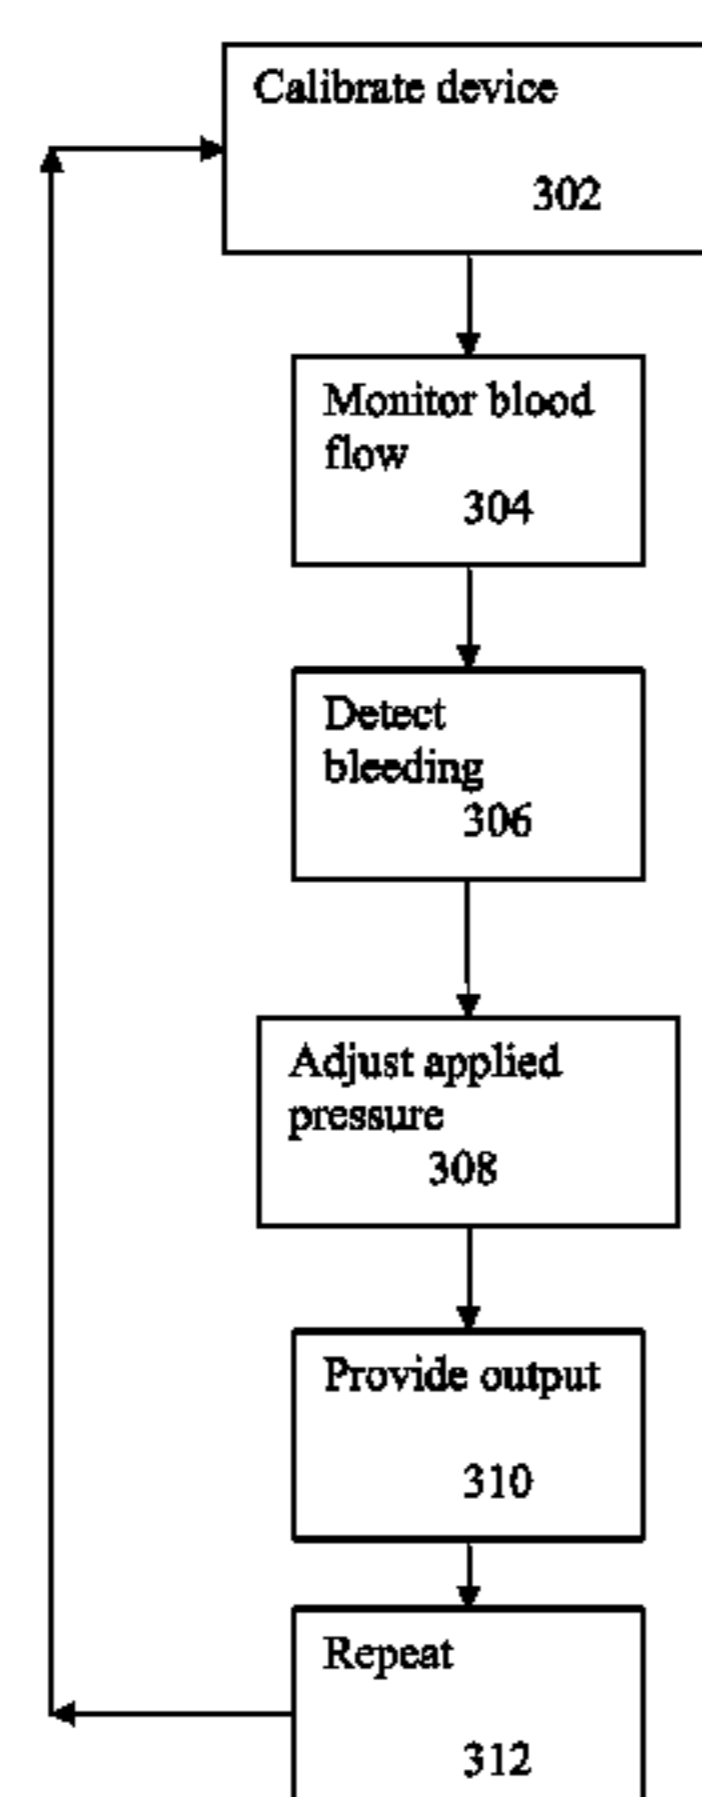 Calibrate device
302
Monitor blood
flow
304
Detect
bleeding
306
Adjust applied
pressure
308
Provide output
310
Repeat
312